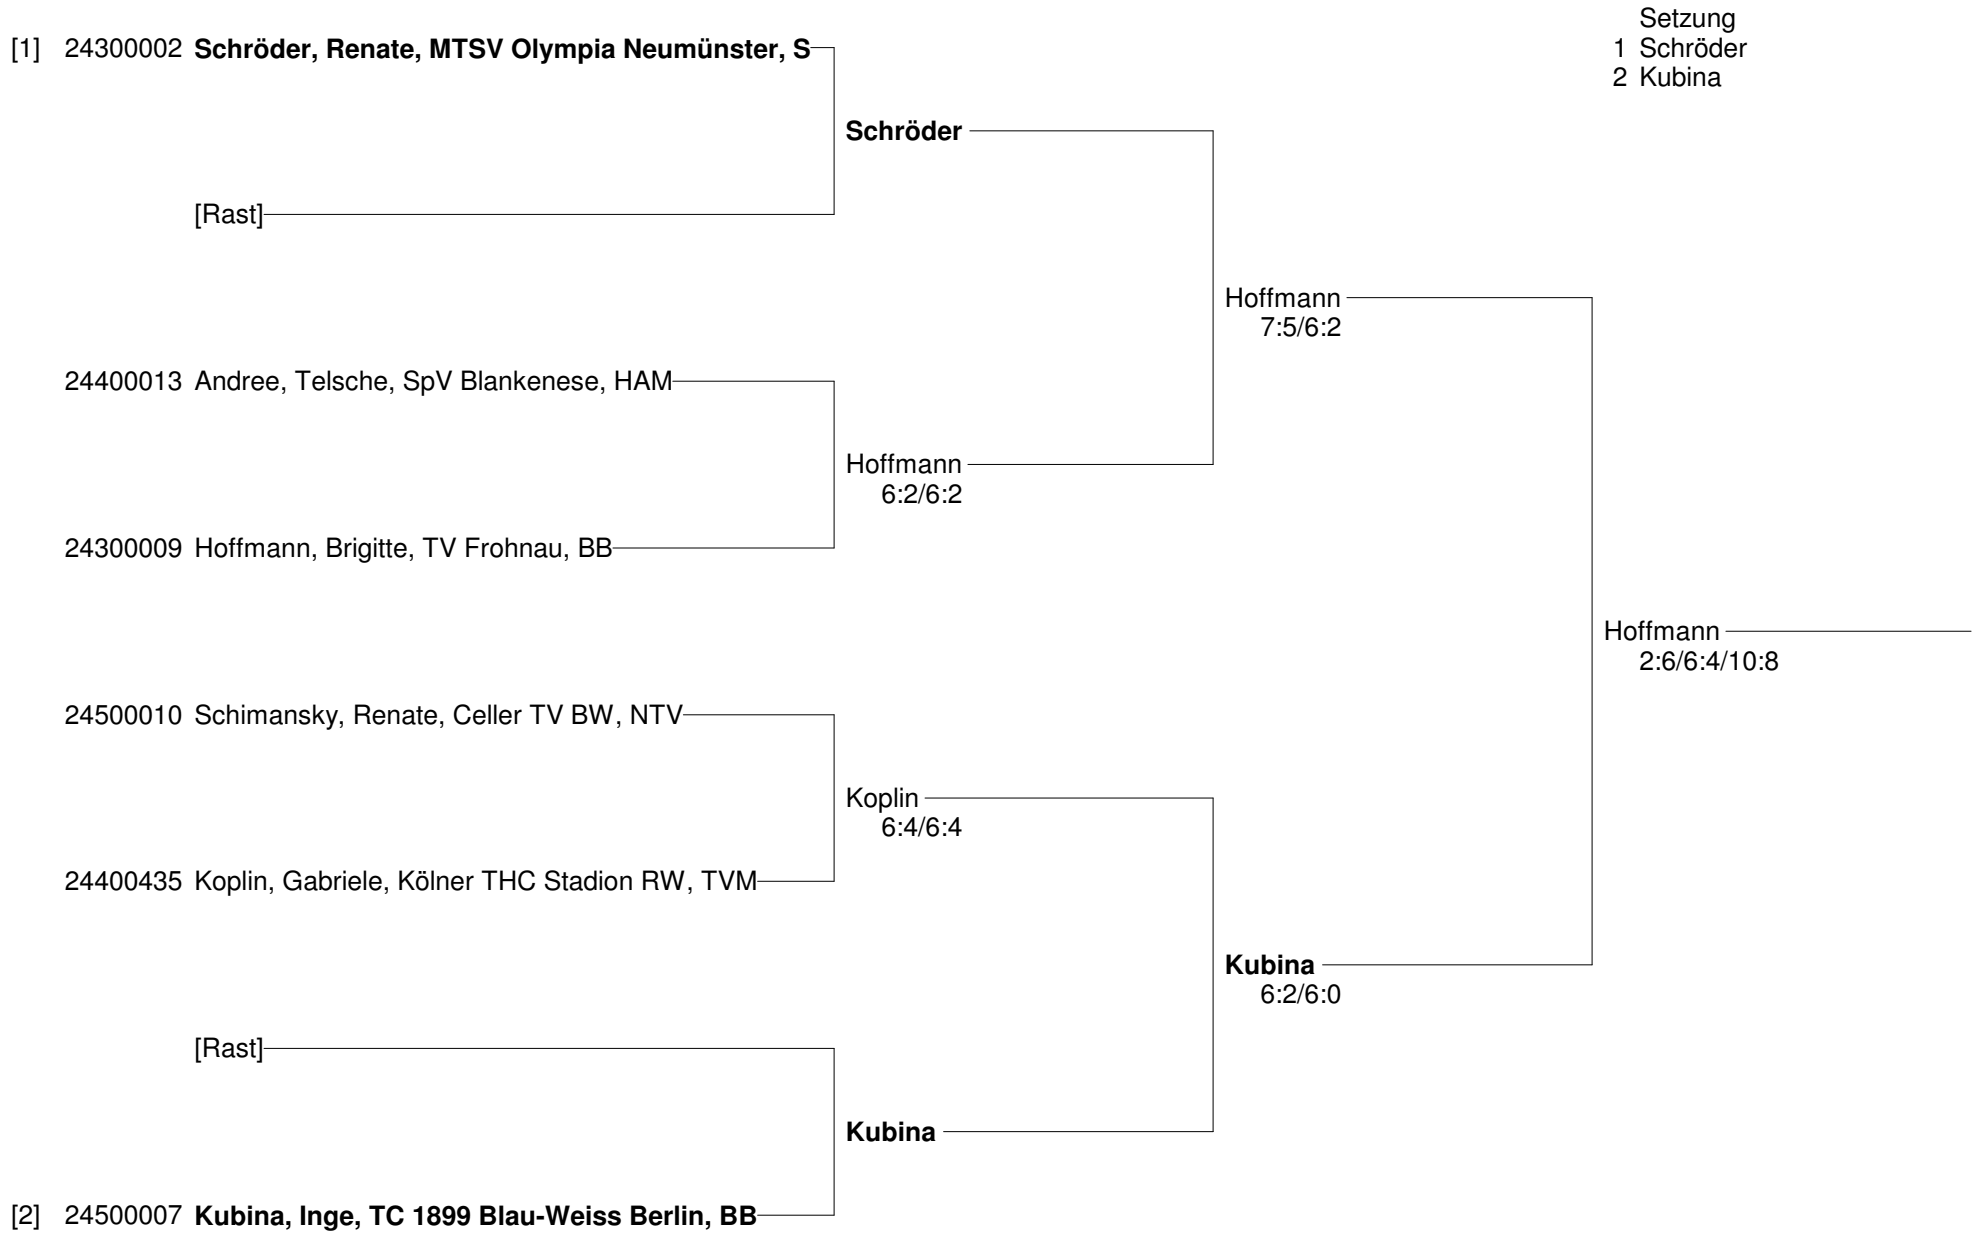 Setzung
1 Schröder
2 Kubina
[1] 24300002 Schröder, Renate, MTSV Olympia Neumünster, S
Schröder
[Rast]
Hoffmann
7:5/6:2
24400013 Andree, Telsche, SpV Blankenese, HAM
Hoffmann
6:2/6:2
24300009 Hoffmann, Brigitte, TV Frohnau, BB
Hoffmann
2:6/6:4/10:8
24500010 Schimansky, Renate, Celler TV BW, NTV
Koplin
6:4/6:4
24400435 Koplin, Gabriele, Kölner THC Stadion RW, TVM
Kubina
6:2/6:0
[Rast]
Kubina
[2] 24500007 Kubina, Inge, TC 1899 Blau-Weiss Berlin, BB